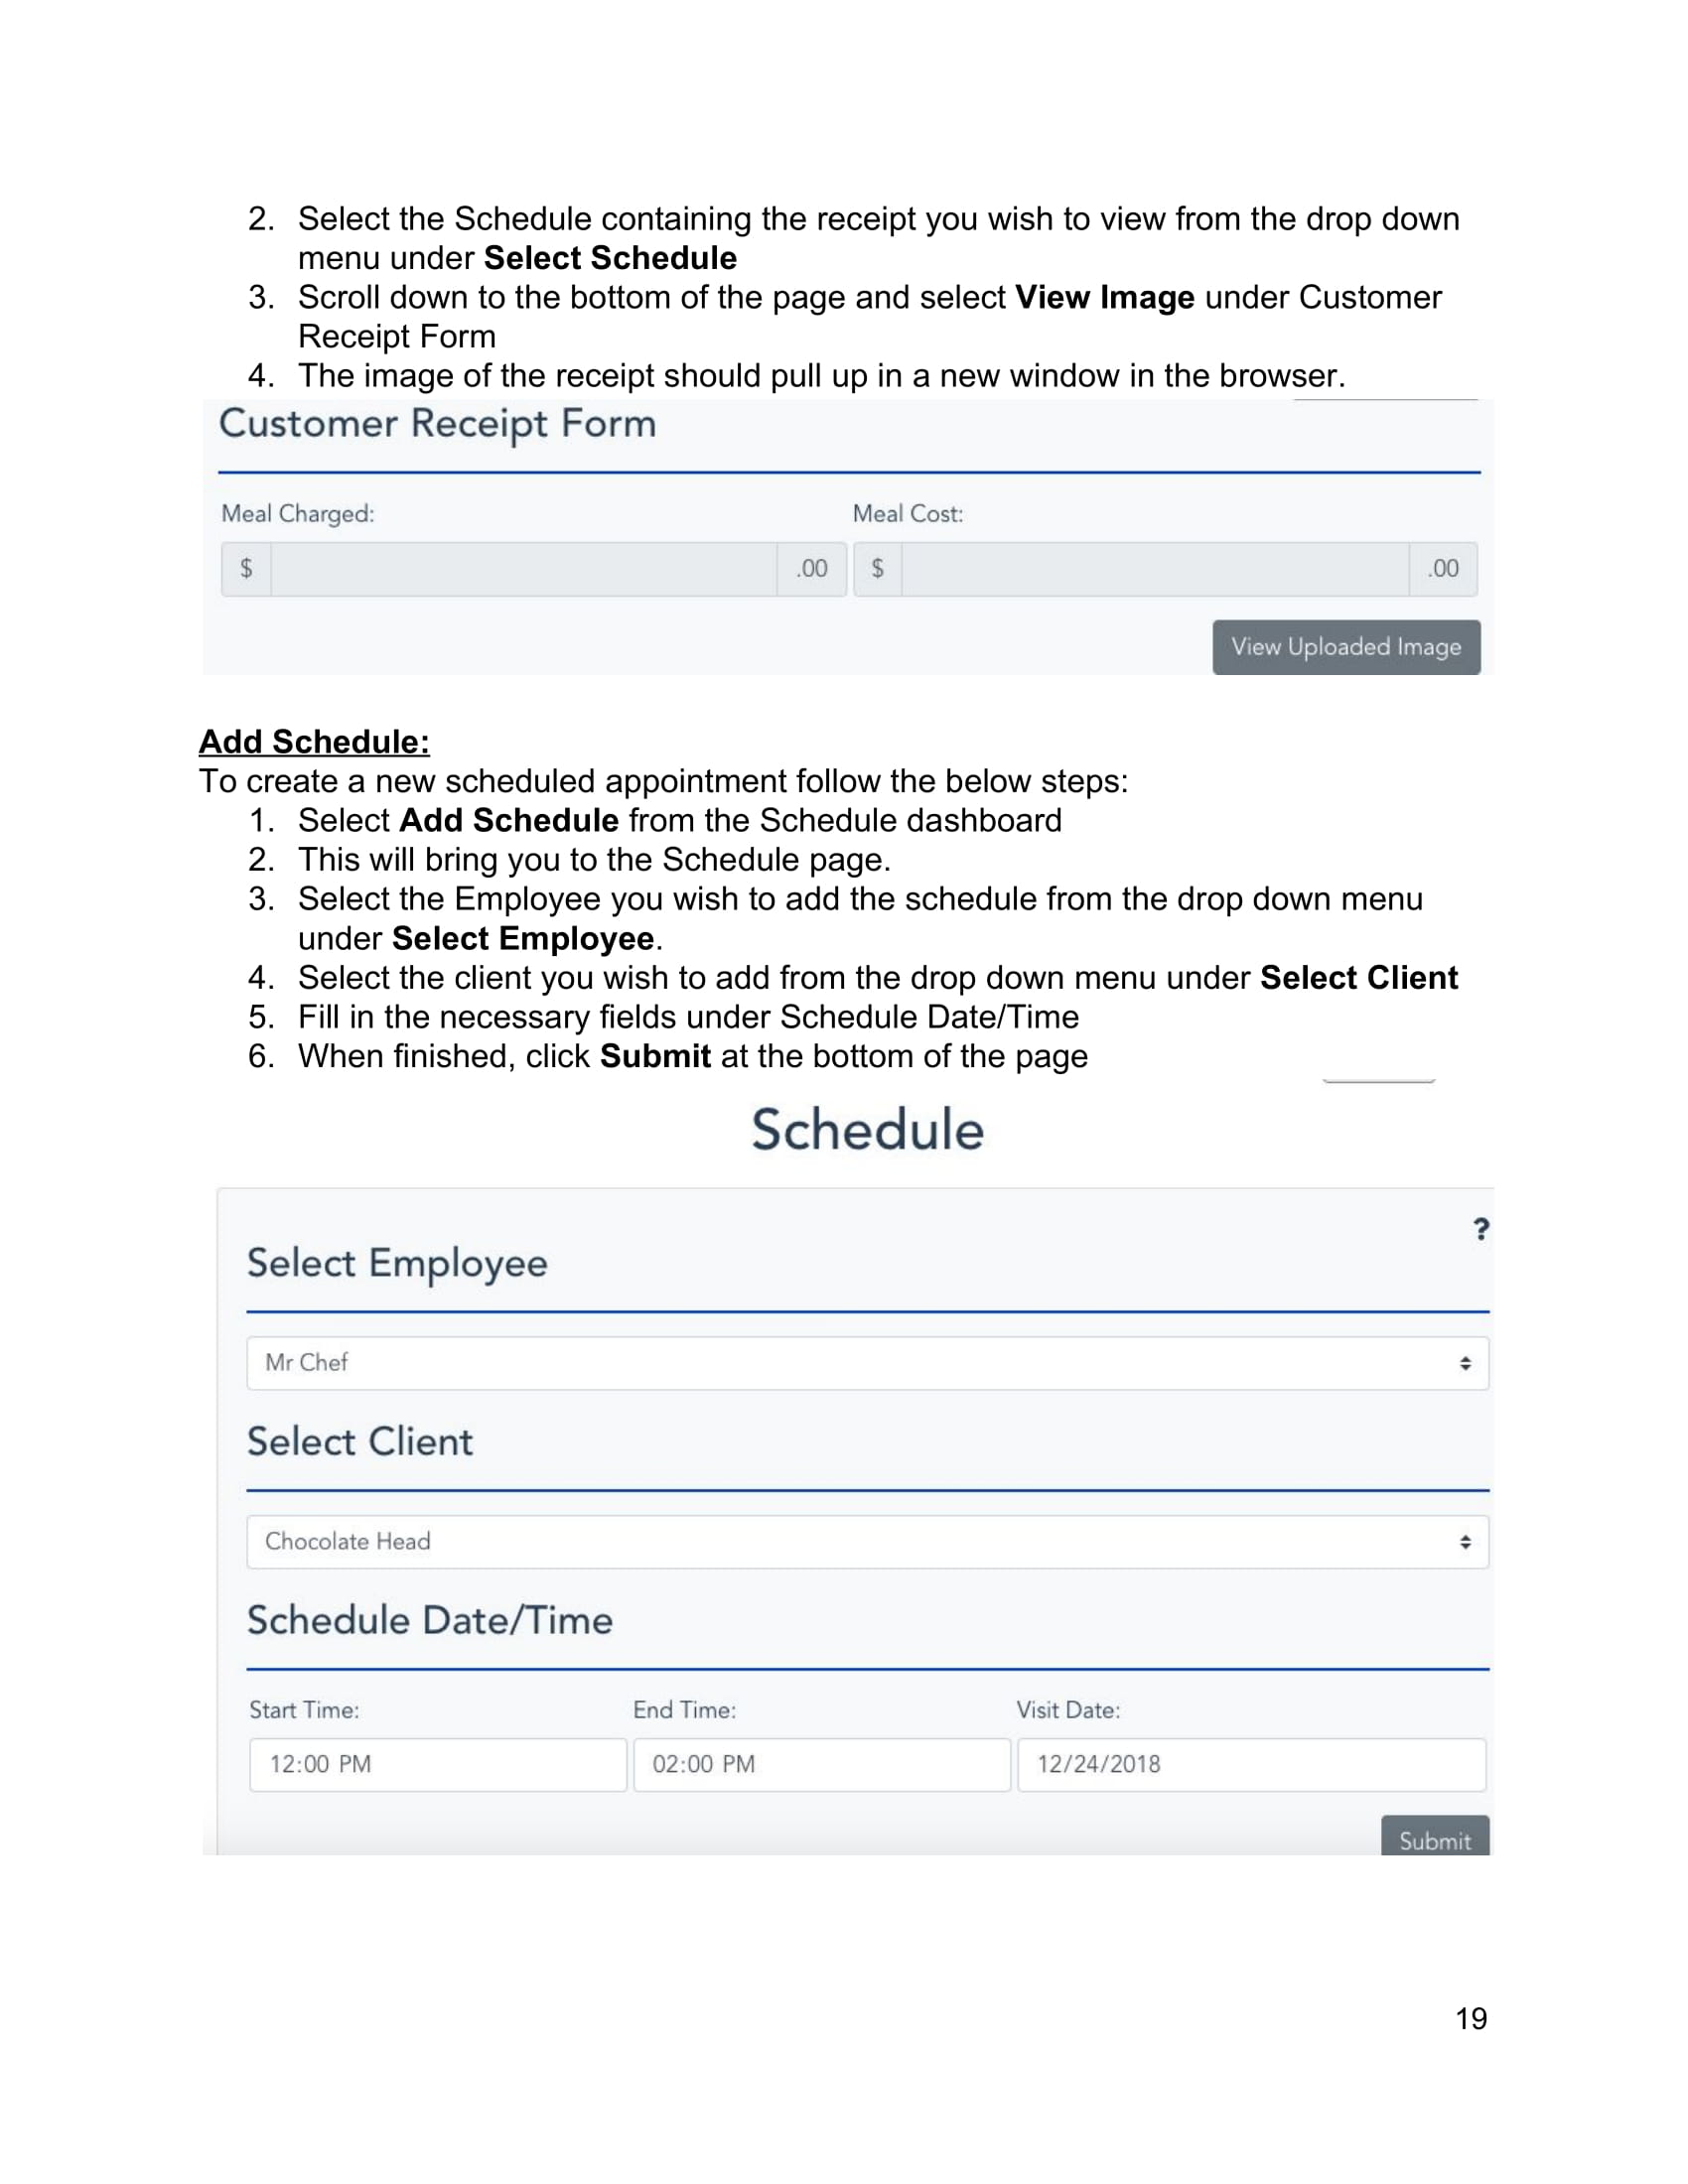 2. Select the Schedule containing the receipt you wish to view from the drop down
menu under Select Schedule
3. Scroll down to the bottom of the page and select View Image under Customer
Receipt Form
4. The image of the receipt should pull up in a new window in the browser.
Customer Receipt Form
Meal Charged: Meal Cost:
$ .00 $ .00
View Uploaded Image
Add Schedule:
To create a new scheduled appointment follow the below steps:
1. Select Add Schedule from the Schedule dashboard
2. This will bring you to the Schedule page.
3. Select the Employee you wish to add the schedule from the drop down menu
under Select Employee.
4. Select the client you wish to add from the drop down menu under Select Client
5. Fill in the necessary fields under Schedule Date/Time
6. When finished, click Submit at the bottom of the page
Schedule
?
Select Employee
Mr Chef
Select Client
Chocolate Head
Schedule Date/Time
Start Time: End Time: Visit Date:
12:00 PM 02:00 PM 12/24/2018
Submit
19